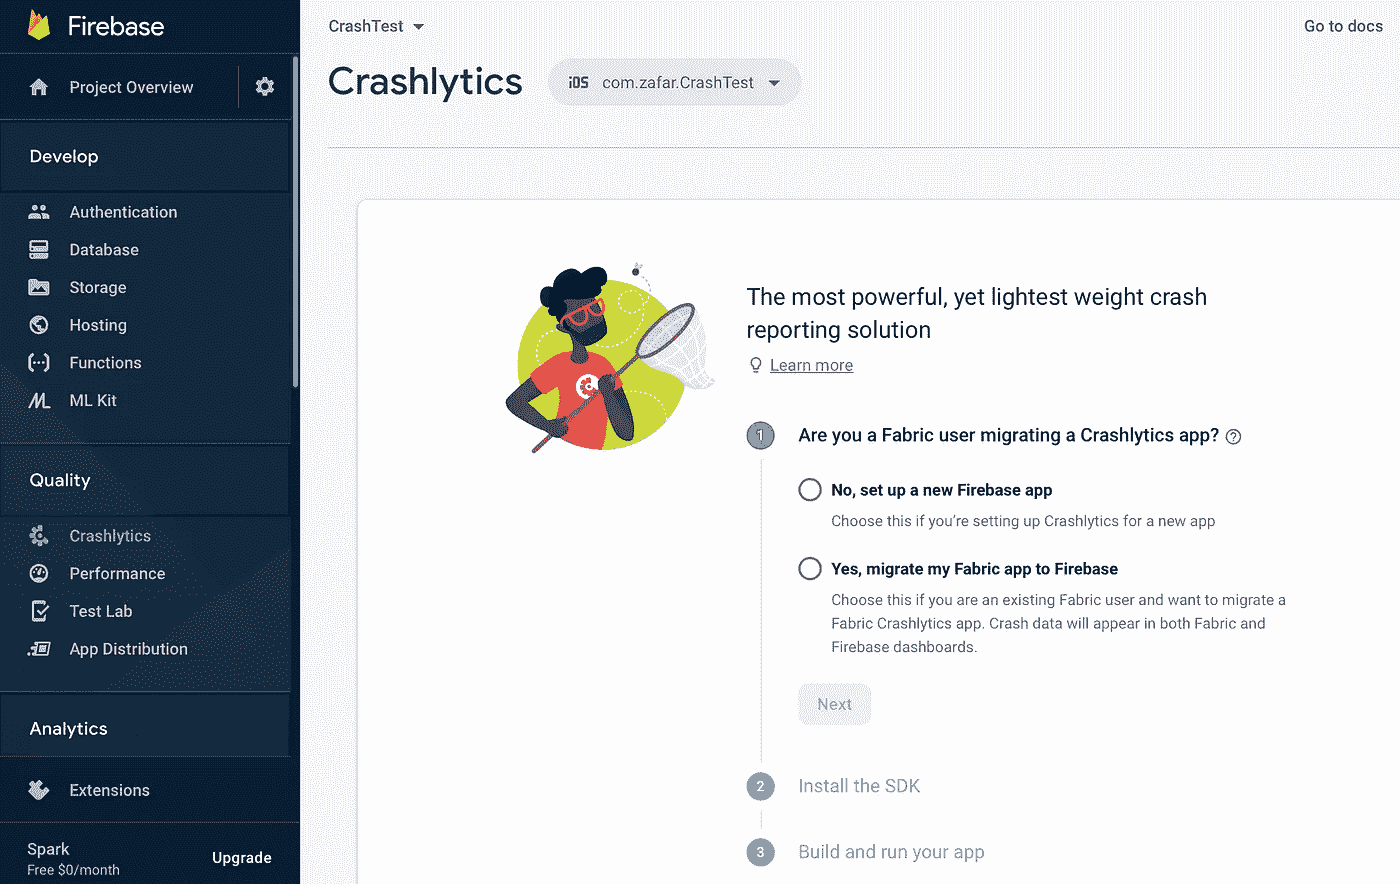 Firebase
Project Overview
Develop
Authentication
Database
Storage
Hosting
Functions
ML Kit
Quality
Crashlytics
Performance
Test Lab
App Distribution
Analytics
Extensions
Spark
Free $0/month
Upgrade
CrashTest
Go to docs
Crashlytics
iOS com.zafar.CrashTest
The most powerful, yet lightest weight crash
reporting solution
Learn more
1 Are you a Fabric user migrating a Crashlytics app? ?
No, set up a new Firebase app
Choose this if you’re setting up Crashlytics for a new app
Yes, migrate my Fabric app to Firebase
Choose this if you are an existing Fabric user and want to migrate a
Fabric Crashlytics app. Crash data will appear in both Fabric and
Firebase dashboards.
Next
2 Install the SDK
3 Build and run your app